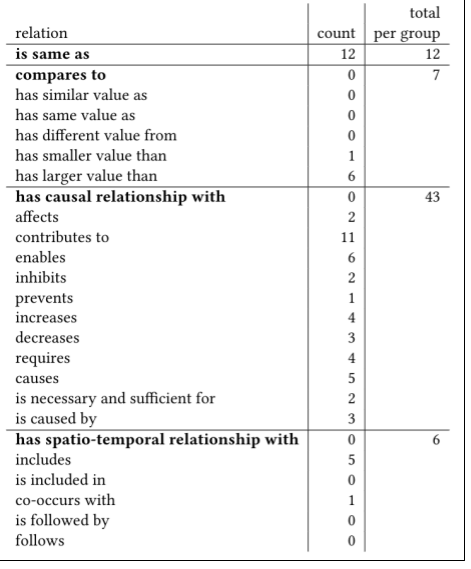 total
relation count per group
is same as 12 12
compares to 0 7
has similar value as 0
has same value as 0
has different value from 0
has smaller value than 1
has larger value than 6
has causal relationship with 0 43
affects 2
contributes to 11
enables 6
inhibits 2
prevents 1
increases 4
decreases 3
requires 4
causes 5
is necessary and sufficient for 2
is caused by 3
has spatio-temporal relationship with 0 6
includes 5
is included in 0
co-occurs with 1
is followed by 0
follows 0